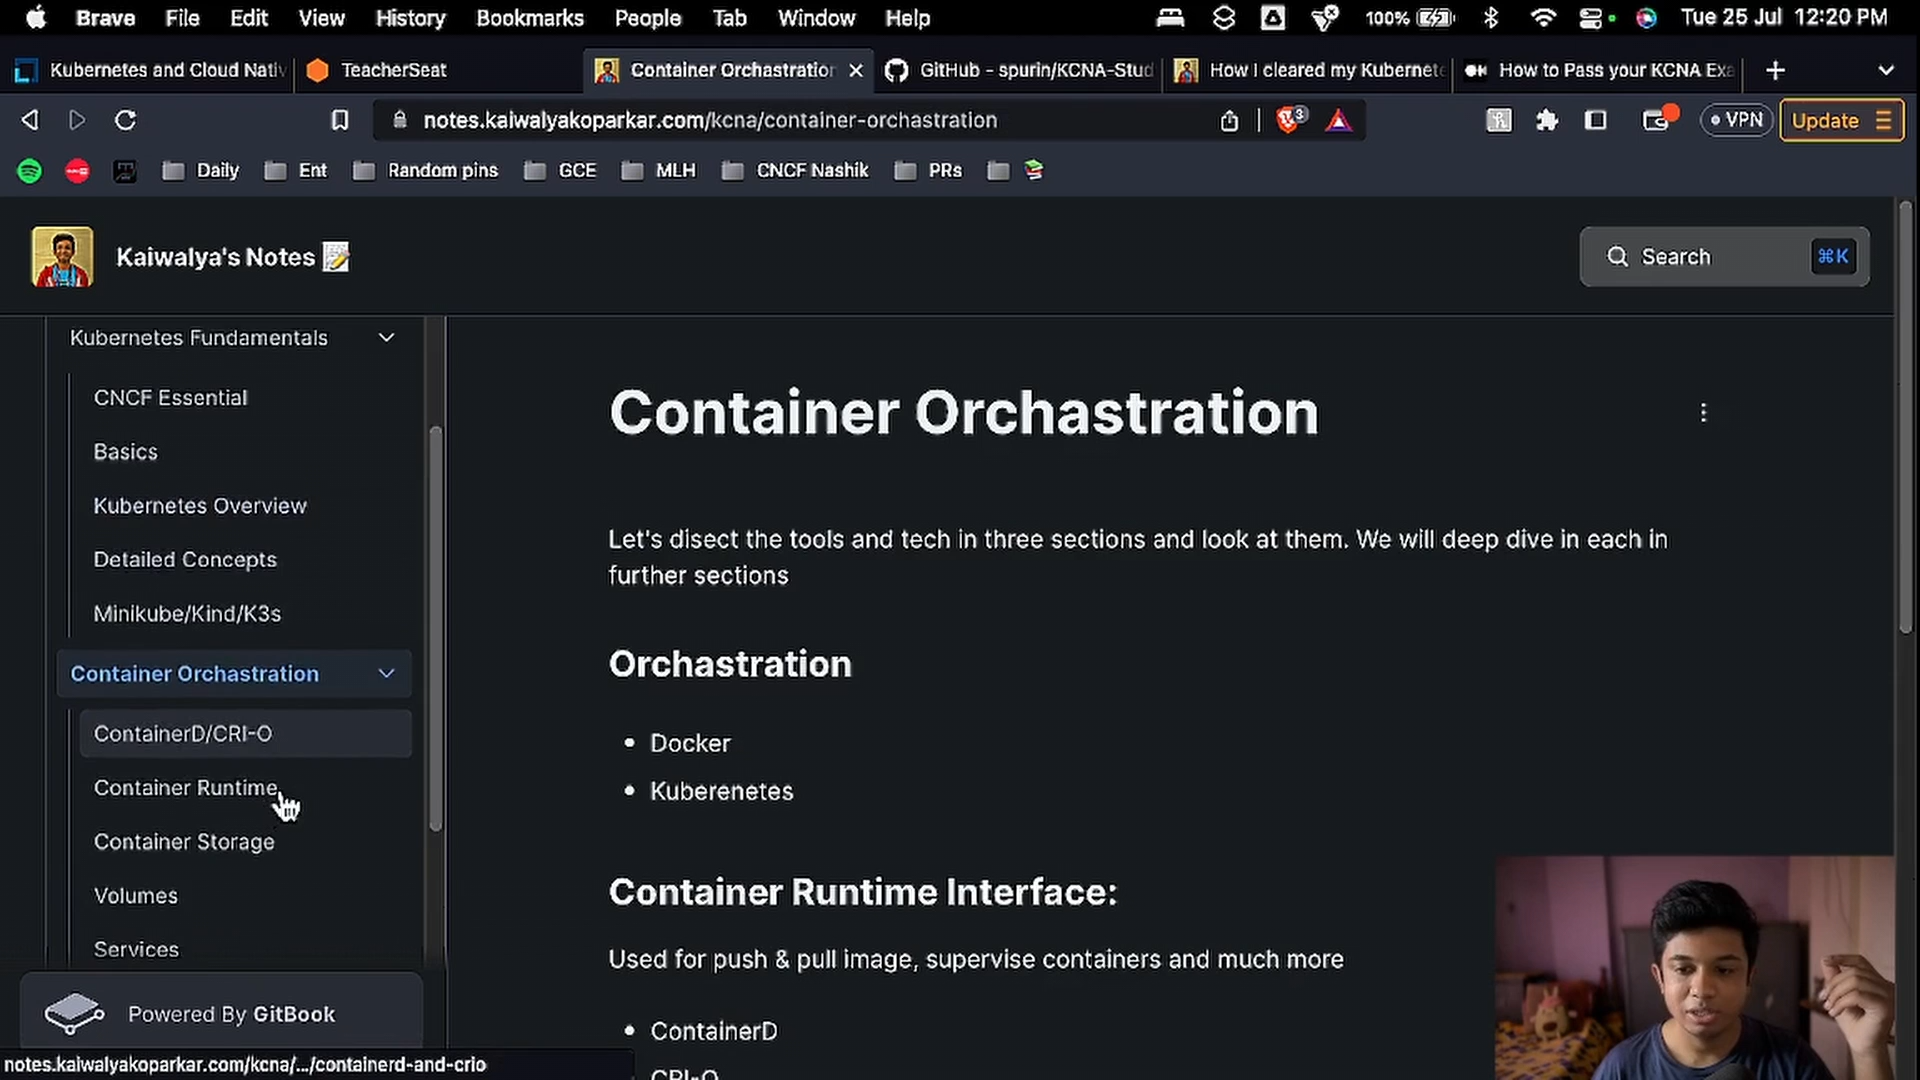 Brave File Edit View History Bookmarks People Tab Window Help 100% Tue 25 Jul 12:20 PM
Kubernetes and Cloud Nati TeacherSeat Container Orchastration GitHub - spurin/KCNA-Stud How I cleared my Kubernete How to Pass your KCNA Exa
notes.kaiwalyakoparkar.com/kcna/container-orchastration 3 VPN Update
Daily Ent Random pins GCE MLH CNCF Nashik PRs
Kaiwalya's Notes Search ⌘K
Kubernetes Fundamentals
CNCF Essential
Basics
Kubernetes Overview
Detailed Concepts
Minikube/Kind/K3s
Container Orchastration
ContainerD/CRI-O
Container Runtime
Container Storage
Volumes
Services
Powered By GitBook
notes.kaiwalyakoparkar.com/kcna/.../containerd-and-crio
Container Orchastration
Let's disect the tools and tech in three sections and look at them. We will deep dive in each in
further sections
Orchastration
• Docker
• Kuberenetes
Container Runtime Interface:
Used for push & pull image, supervise containers and much more
• ContainerD
CRI-O